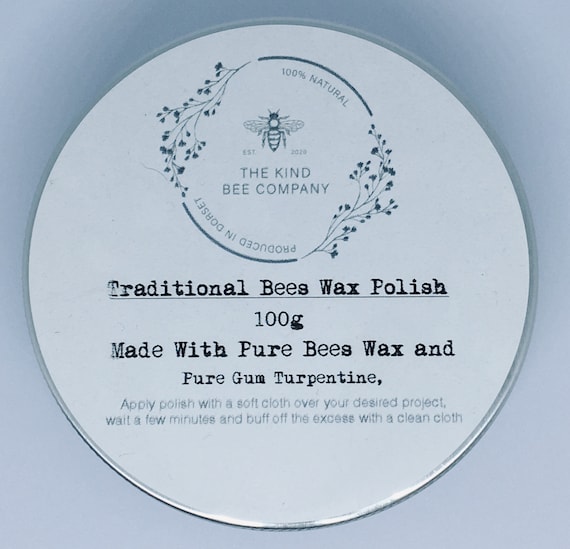 100% NATURAL
EST. 2020
THE KIND
BEE COMPANY
PRODUCED IN DORSET
Traditional Bees Wax Polish
100g
Made With Pure Bees Wax and
Pure Gum Turpentine,
Apply polish with a soft cloth over your desired project,
wait a few minutes and buff off the excess with a clean cloth